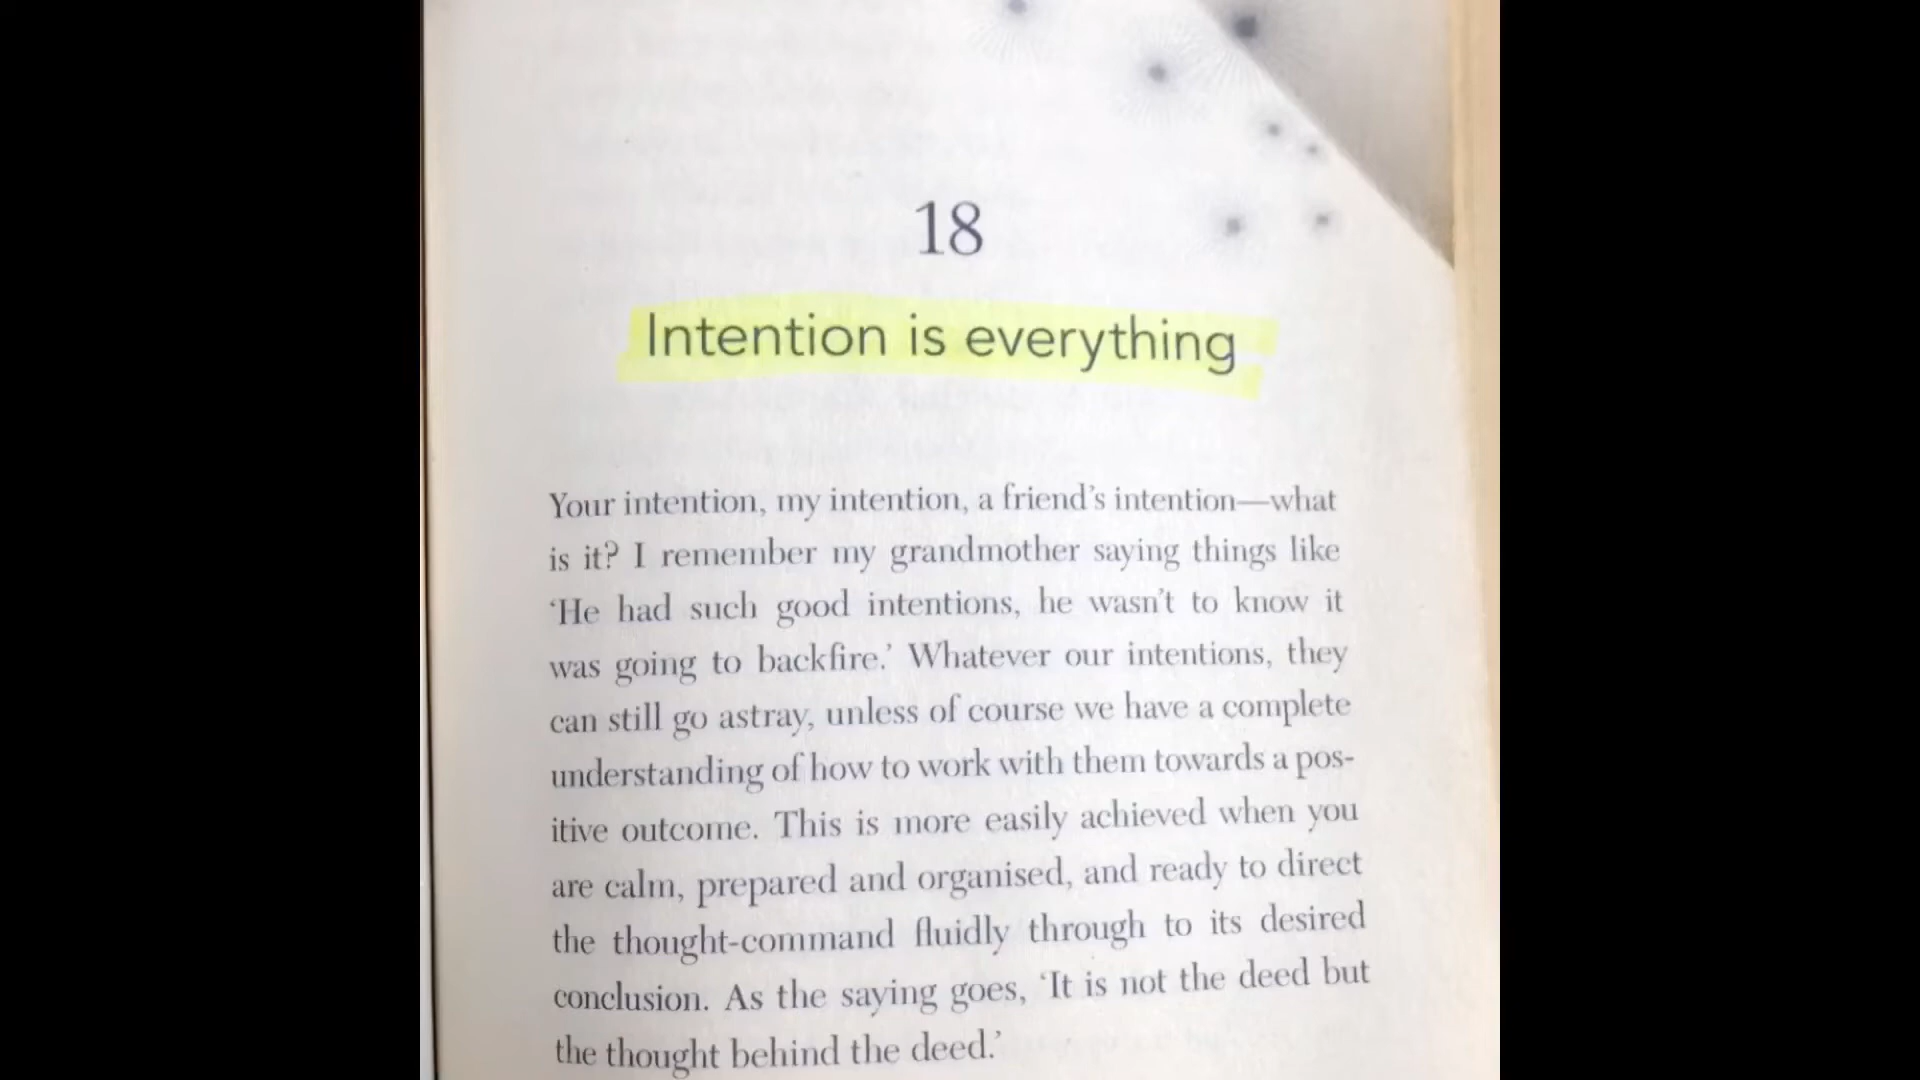 18
Intention is everything
Your intention, my intention, a friend's intention—what
is it? I remember my grandmother saying things like
‘He had such good intentions, he wasn’t to know it
was going to backfire.’ Whatever our intentions, they
can still go astray, unless of course we have a complete
understanding of how to work with them towards a pos-
itive outcome. This is more easily achieved when you
are calm, prepared and organised, and ready to direct
the thought-command fluidly through to its desired
conclusion. As the saying goes, ‘It is not the deed but
the thought behind the deed.’